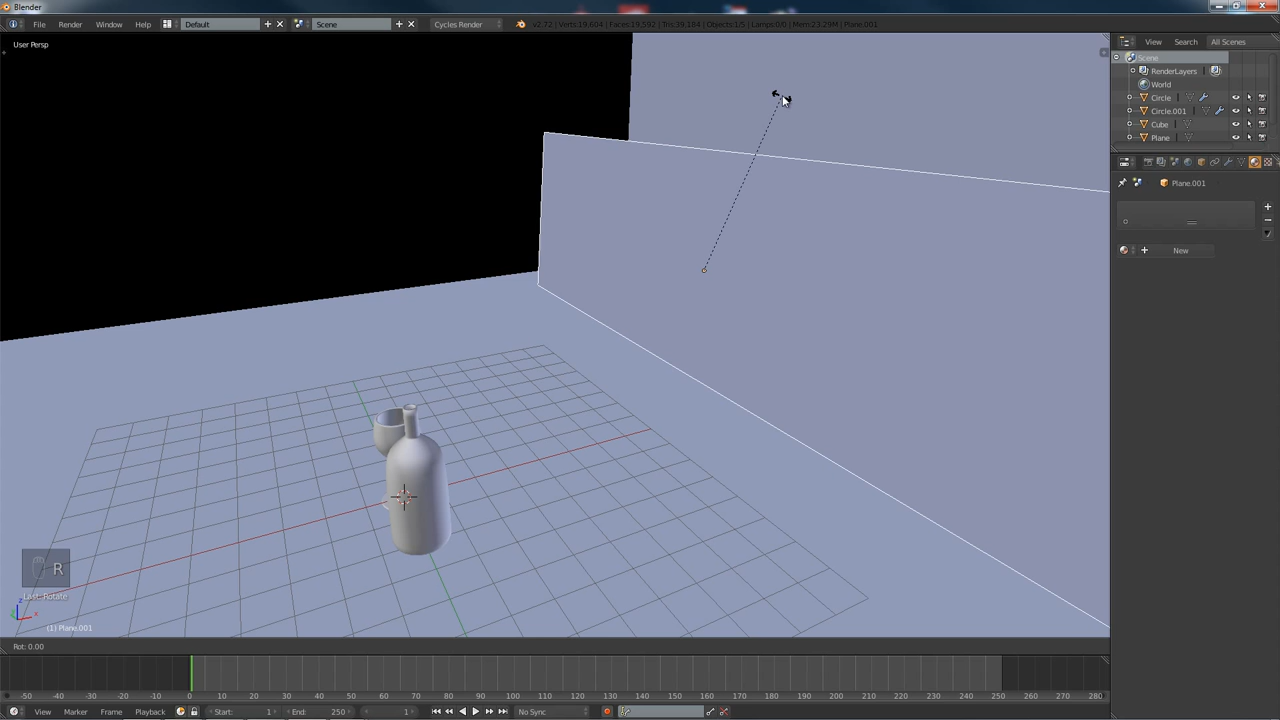 Blender
File Render Window Help Default Scene Cycles Render v2.72 | Verts:19,604 | Faces:19,592 | Tris:39,184 | Objects:1/5 | Lamps:0/0 | Mem:23.29M | Plane.001
User Persp
View Search All Scenes
Scene
RenderLayers
World
Circle
Circle.001
Cube
Plane
Plane.001
New
R
Last: Rotate
z
x
(1) Plane.001
Rot: 0.00
-50 -40 -30 -20 -10 0 10 20 30 40 50 60 70 80 90 100 110 120 130 140 150 160 170 180 190 200 210 220 230 240 250 260 270 280
View Marker Frame Playback Start: 1 End: 250 1 No Sync